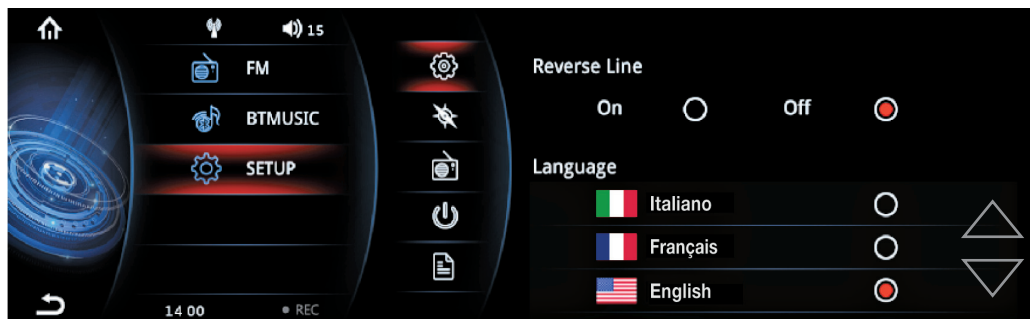 15
FM
BTMUSIC
SETUP
14 00
REC
Reverse Line
On Off
Language
Italiano
Français
English